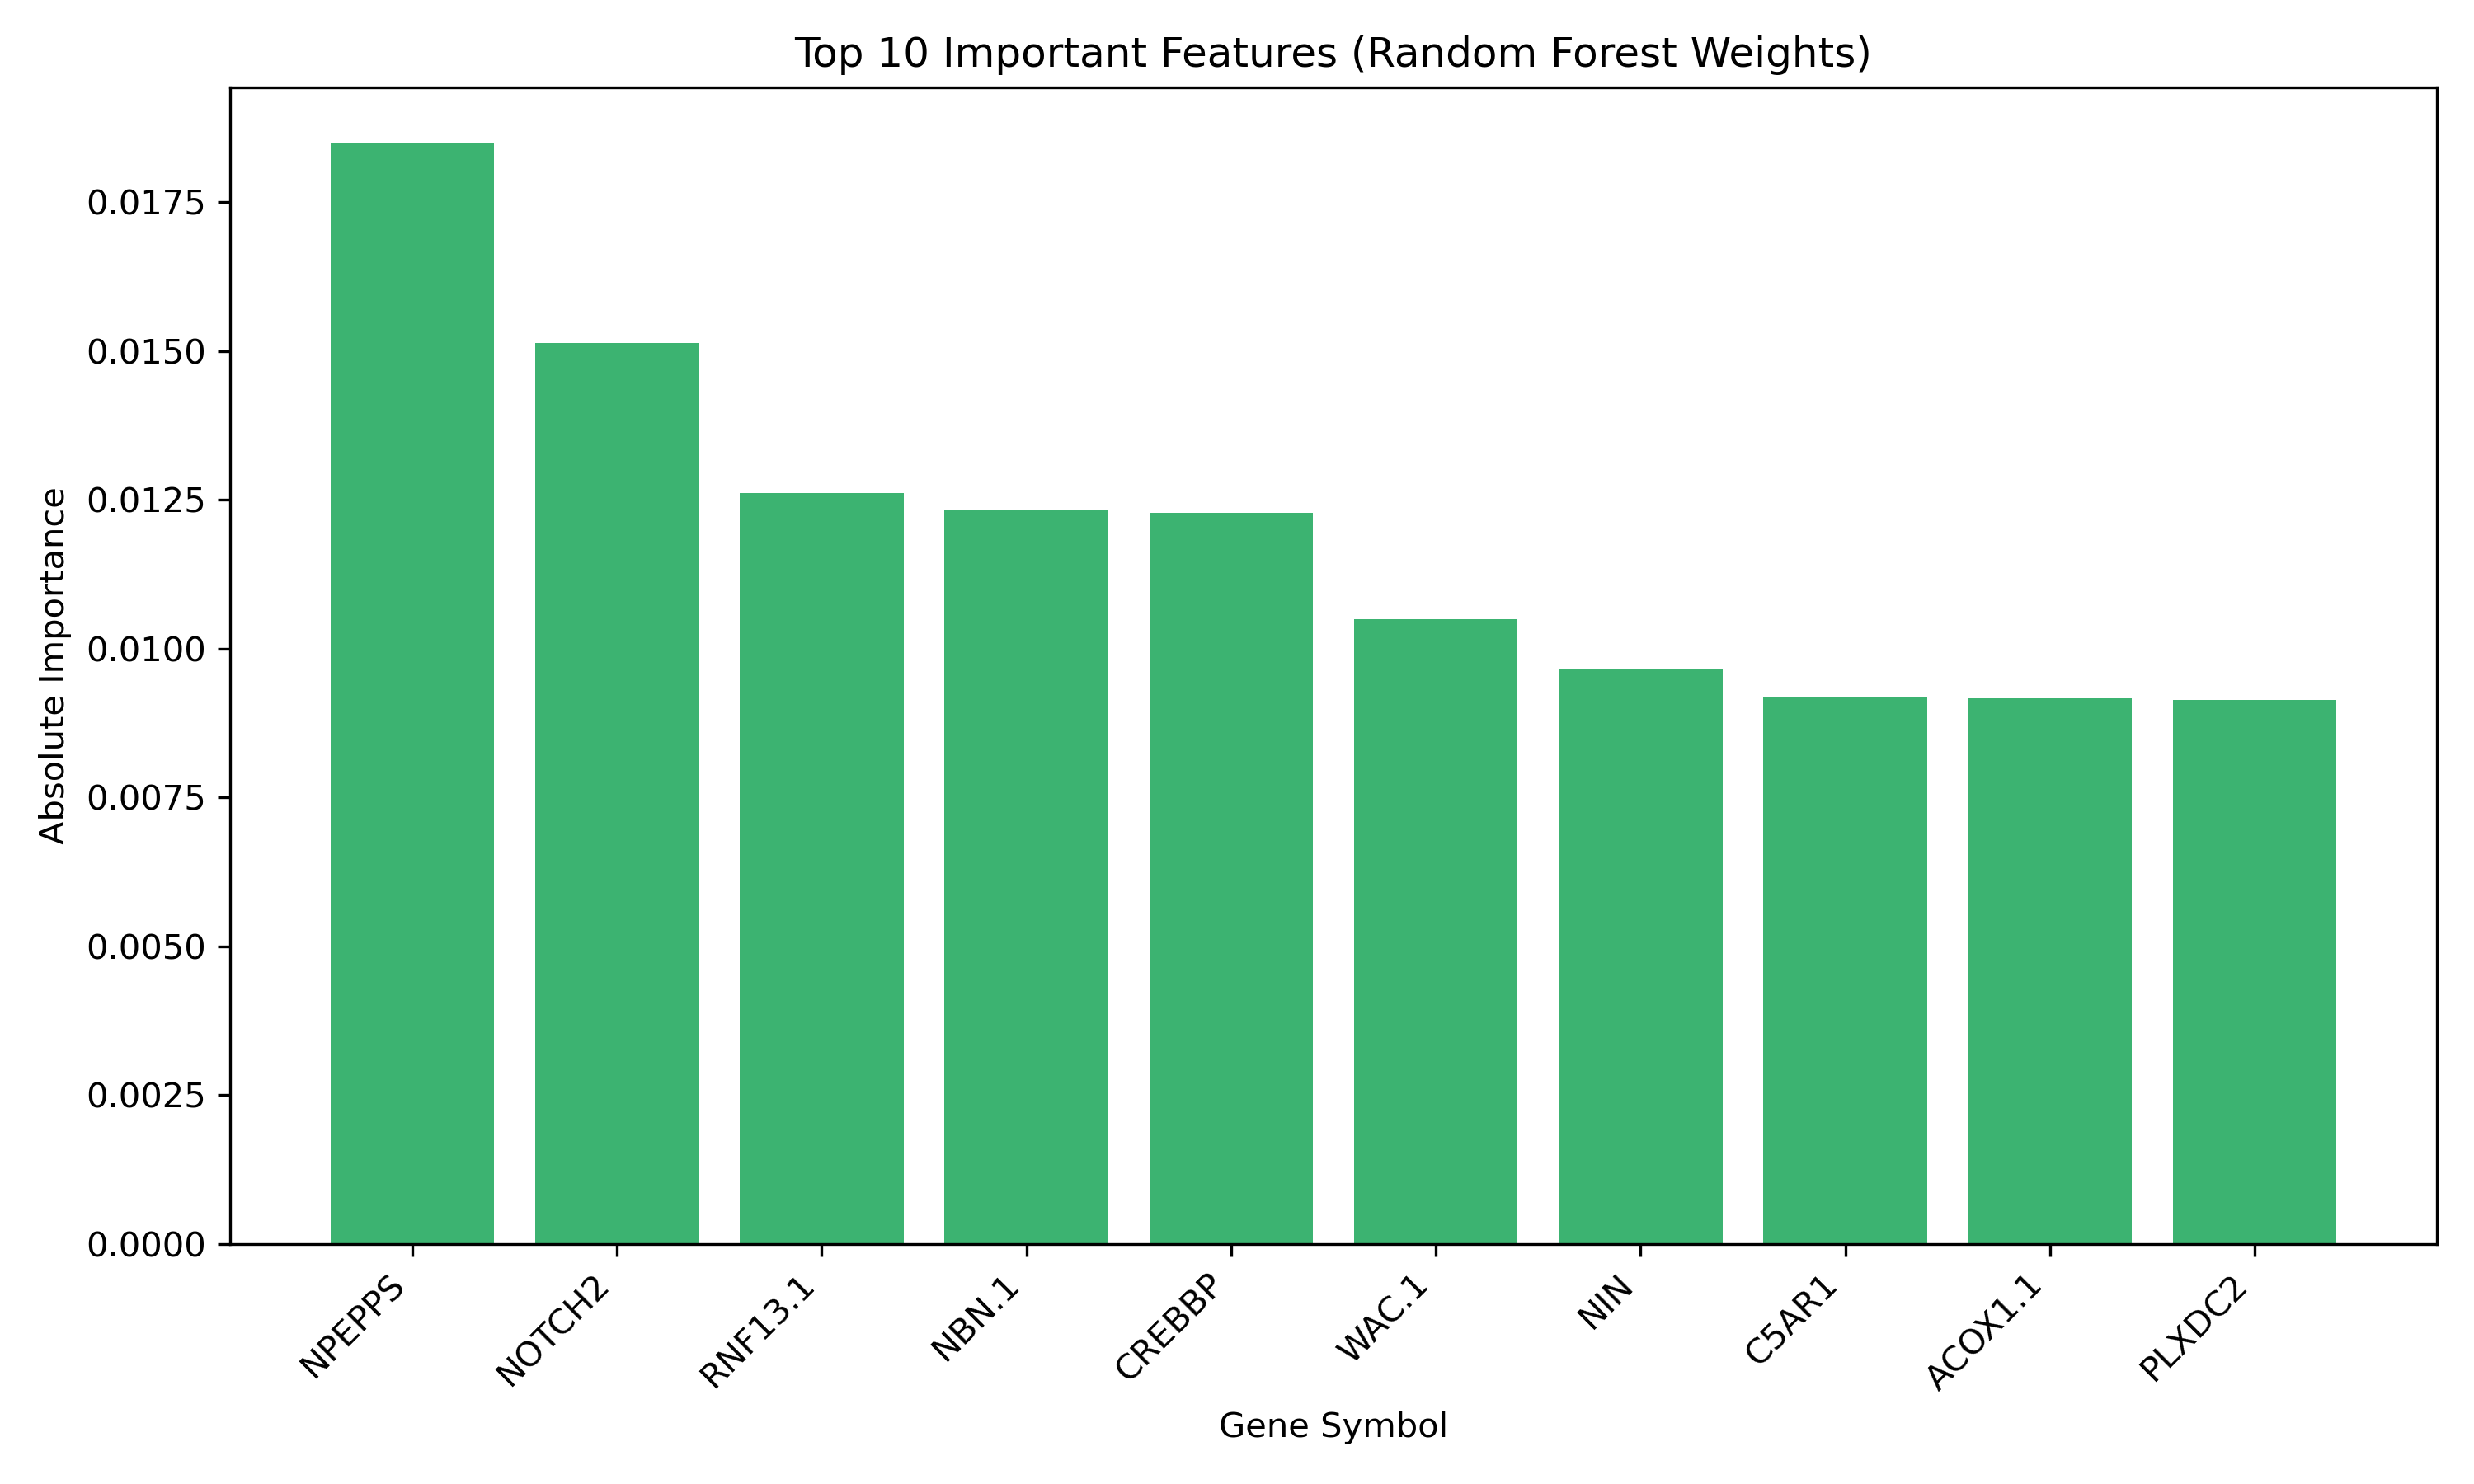 Top 10 Important Features (Random Forest Weights)
Absolute Importance
0.0175
0.0150
0.0125
0.0100
0.0075
0.0050
0.0025
0.0000
NPEPPS
NOTCH2
RNF13.1
NBN.1
CREBBP
WAC.1
NIN
C5AR1
ACOX1.1
PLXDC2
Gene Symbol